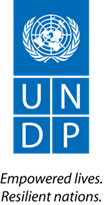 U N
D P
Empowered lives.
Resilient nations.